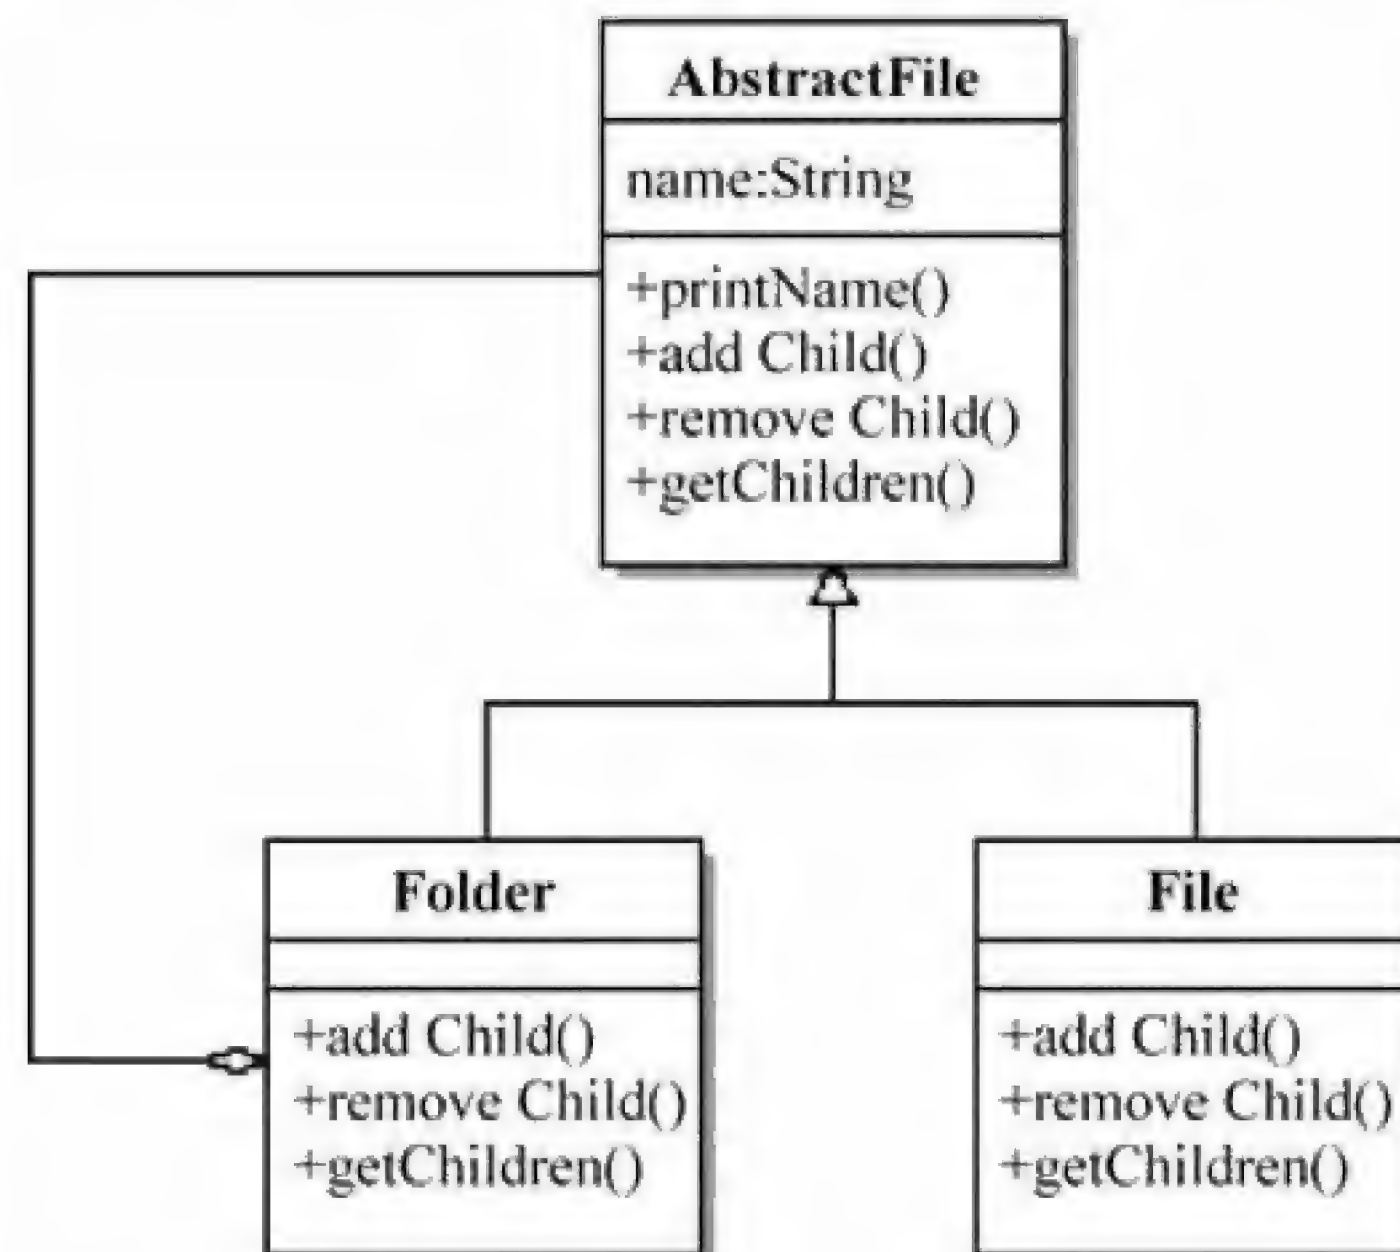 AbstractFile
name:String
+printName()
+add Child()
+remove Child()
+getChildren()
Folder
+add Child()
+remove Child()
+getChildren()
File
+add Child()
+remove Child()
+getChildren()